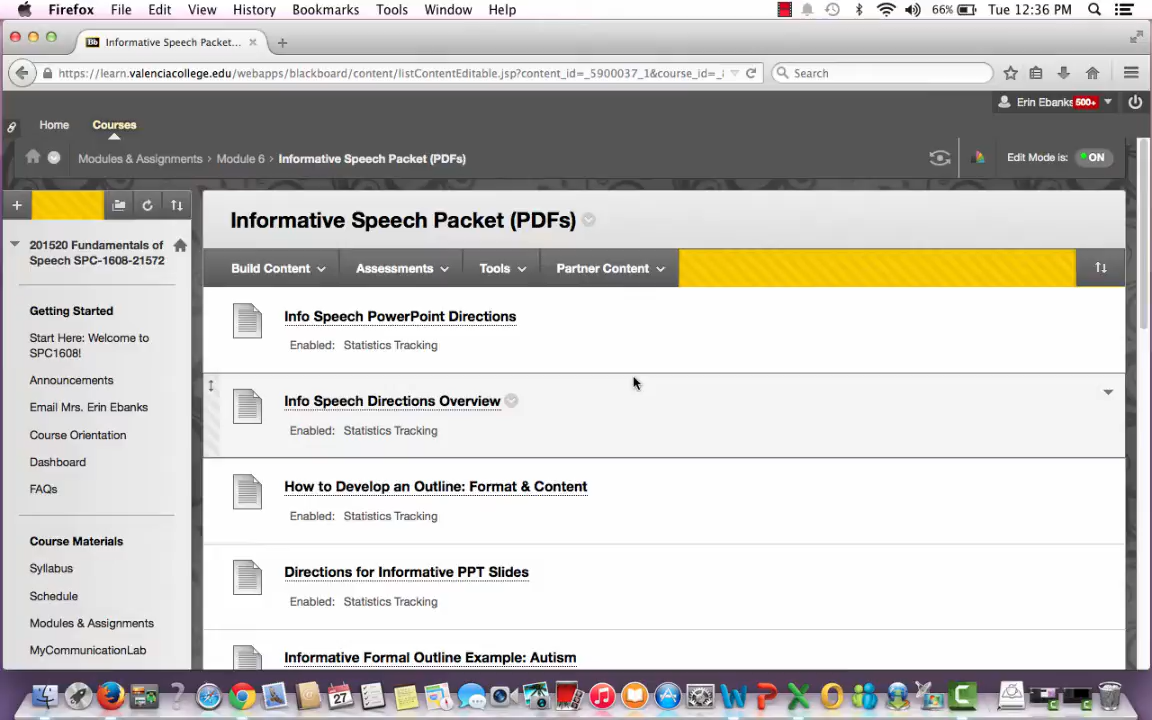 Firefox File Edit View History Bookmarks Tools Window Help 66% Tue 12:36 PM
Bb Informative Speech Packet...
https://learn.valenciacollege.edu/webapps/blackboard/content/listContentEditable.jsp?content_id=_5900037_1&course_id=_ Search
Erin Ebanks 500+
Home Courses
Modules & Assignments > Module 6 > Informative Speech Packet (PDFs) Edit Mode is: ON
Informative Speech Packet (PDFs)
201520 Fundamentals of
Speech SPC-1608-21572
Build Content Assessments Tools Partner Content
Getting Started
Start Here: Welcome to
SPC1608!
Announcements
Email Mrs. Erin Ebanks
Course Orientation
Dashboard
FAQs
Course Materials
Syllabus
Schedule
Modules & Assignments
MyCommunicationLab
Info Speech PowerPoint Directions
Enabled: Statistics Tracking
Info Speech Directions Overview
Enabled: Statistics Tracking
How to Develop an Outline: Format & Content
Enabled: Statistics Tracking
Directions for Informative PPT Slides
Enabled: Statistics Tracking
Informative Formal Outline Example: Autism
27